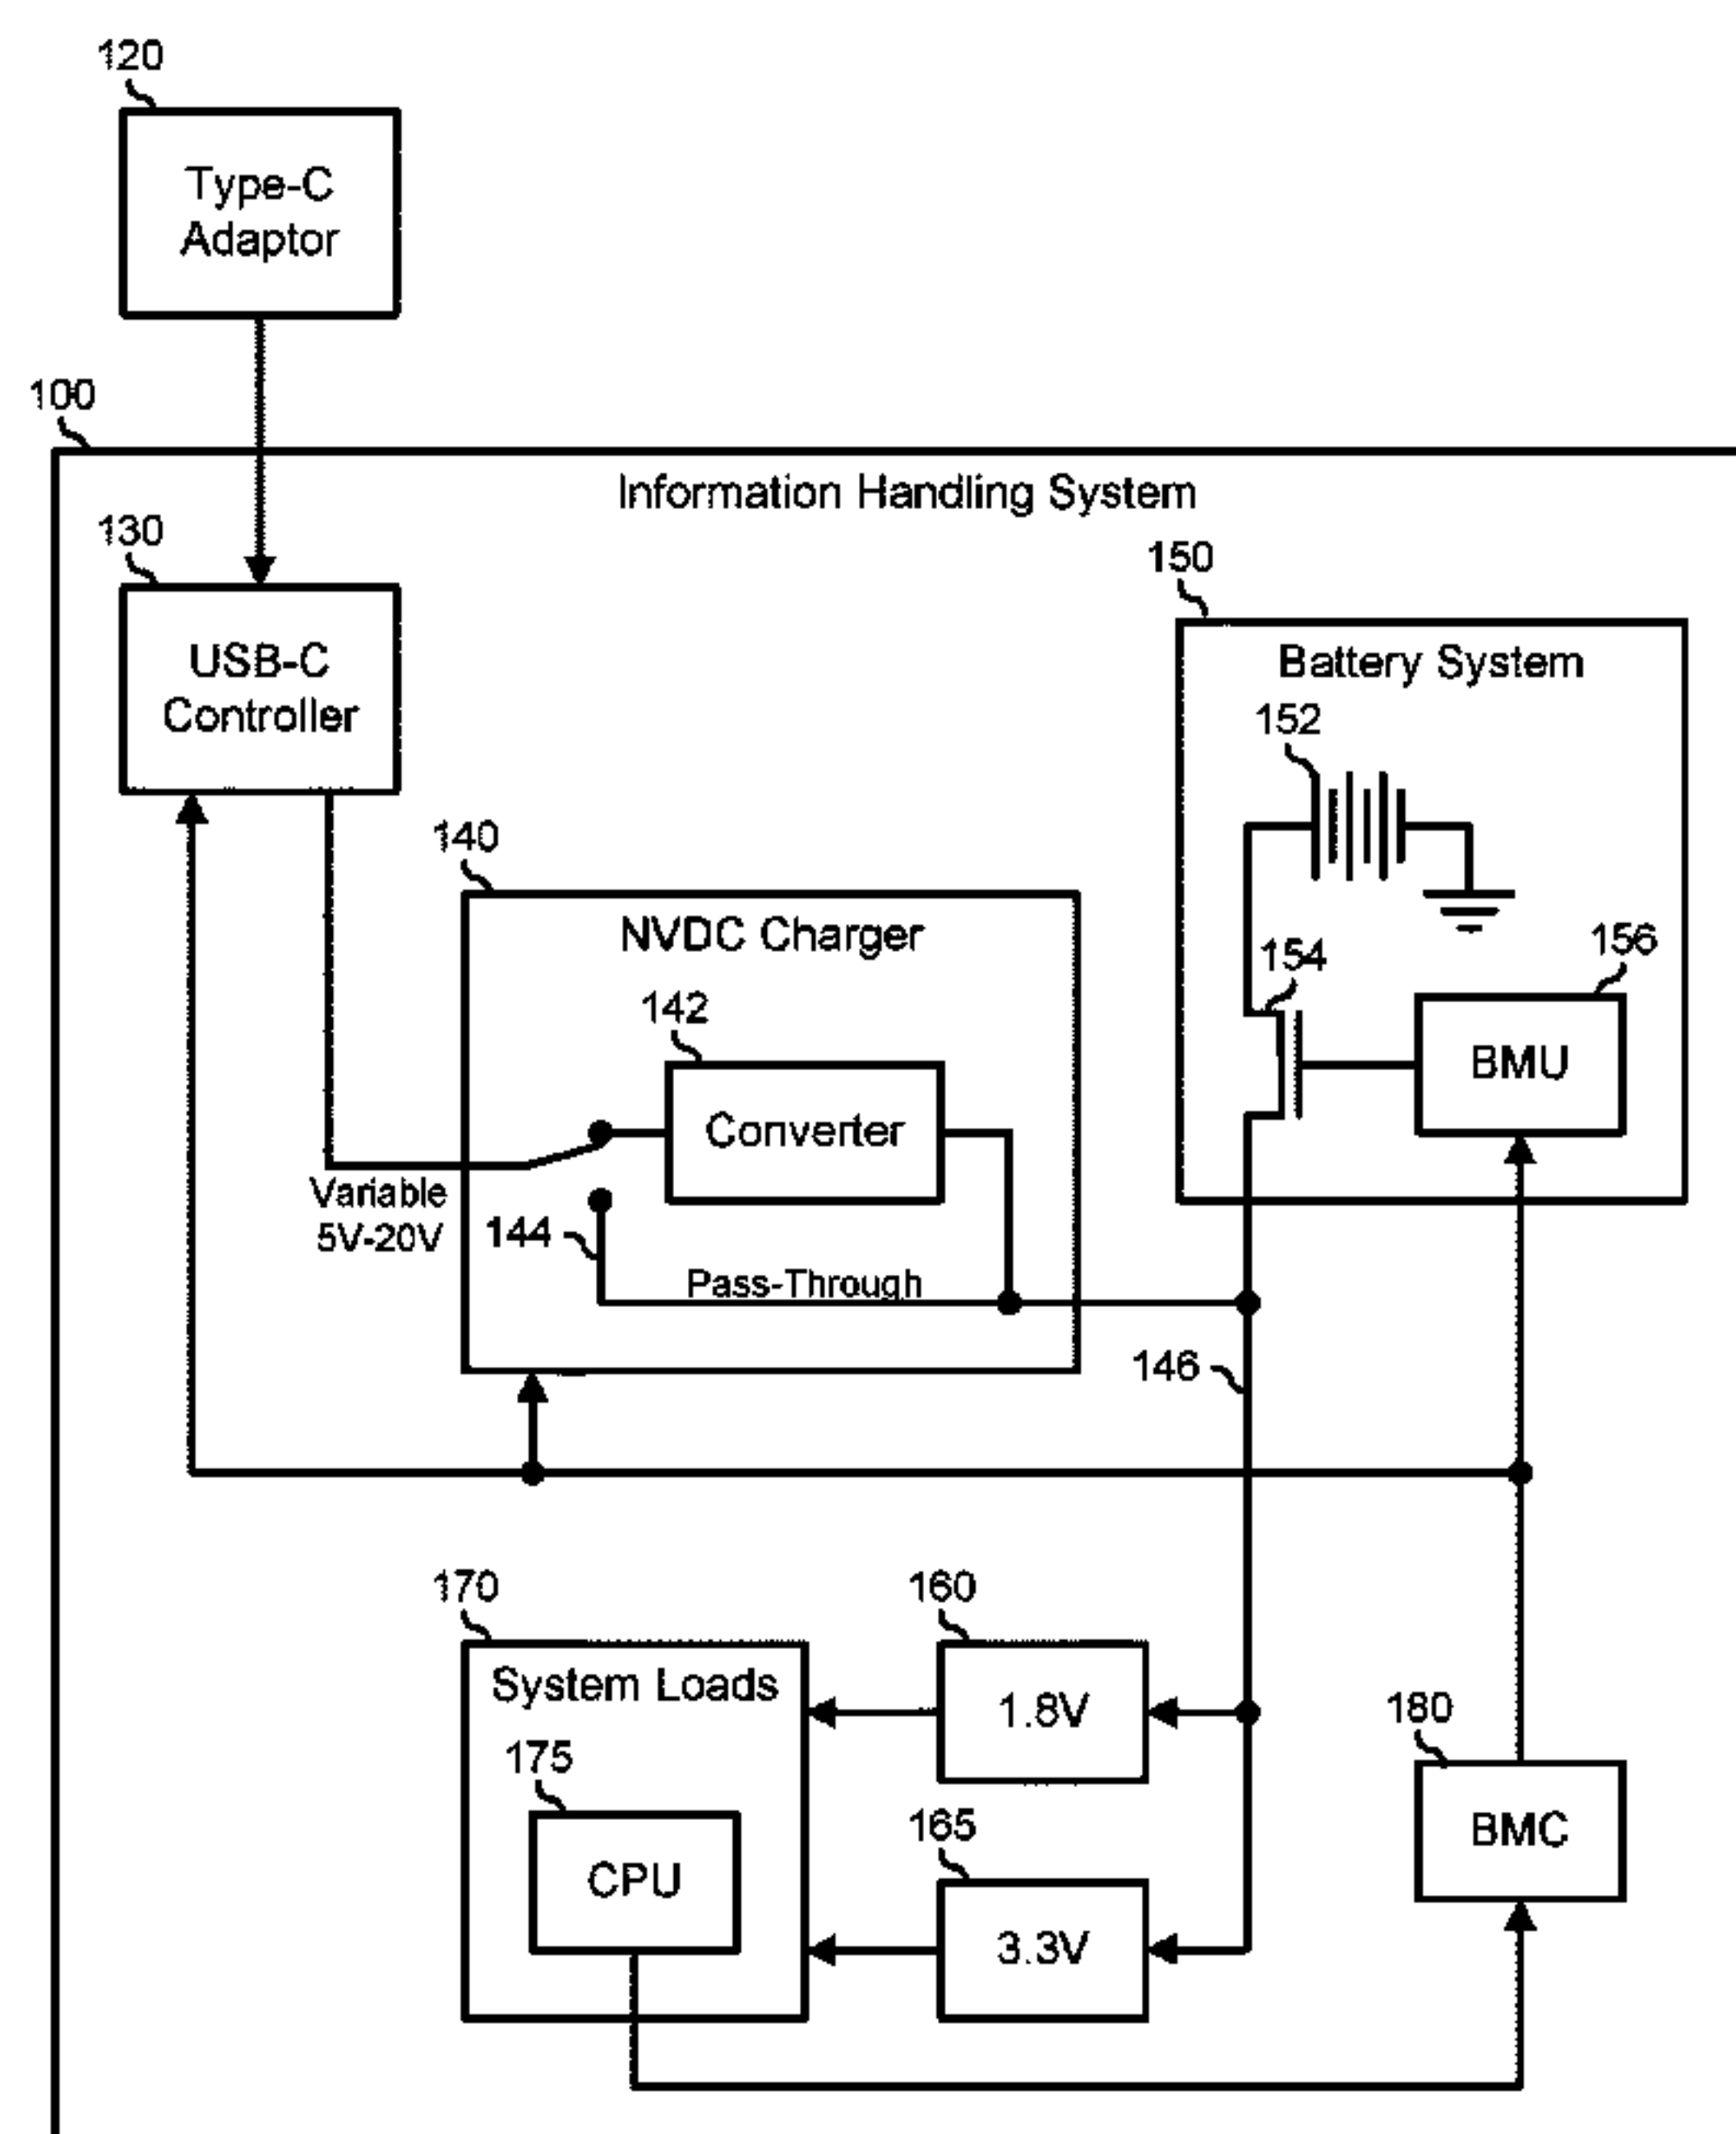 120
Type-C
Adaptor
100
Information Handling System
130
USB-C
Controller
150
Battery System
152
140
NVDC Charger
154
156
BMU
142
Converter
Variable
5V-20V
144
Pass-Through
146
170
System Loads
160
1.8V
180
BMC
175
CPU
165
3.3V